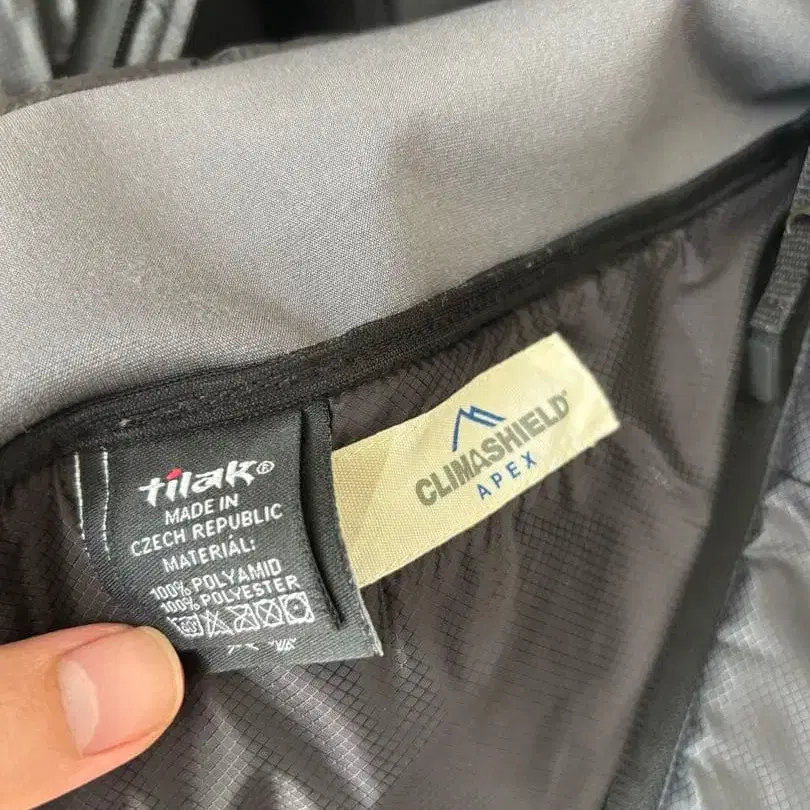 tilak®
MADE IN
CZECH REPUBLIC
MATERIÁL:
100% POLYAMID
100% POLYESTER
CLIMASHIELD®
APEX